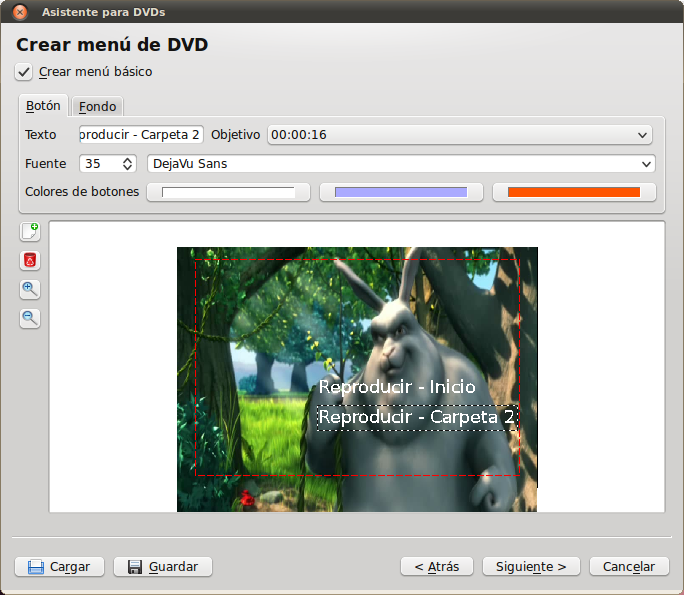 Asistente para DVDs
Crear menú de DVD
Crear menú básico
Botón Fondo
Texto producir - Carpeta 2 Objetivo 00:00:16
Fuente 35 DejaVu Sans
Colores de botones
Reproducir - Inicio
Reproducir - Carpeta 2
Cargar Guardar < Atrás Siguiente > Cancelar